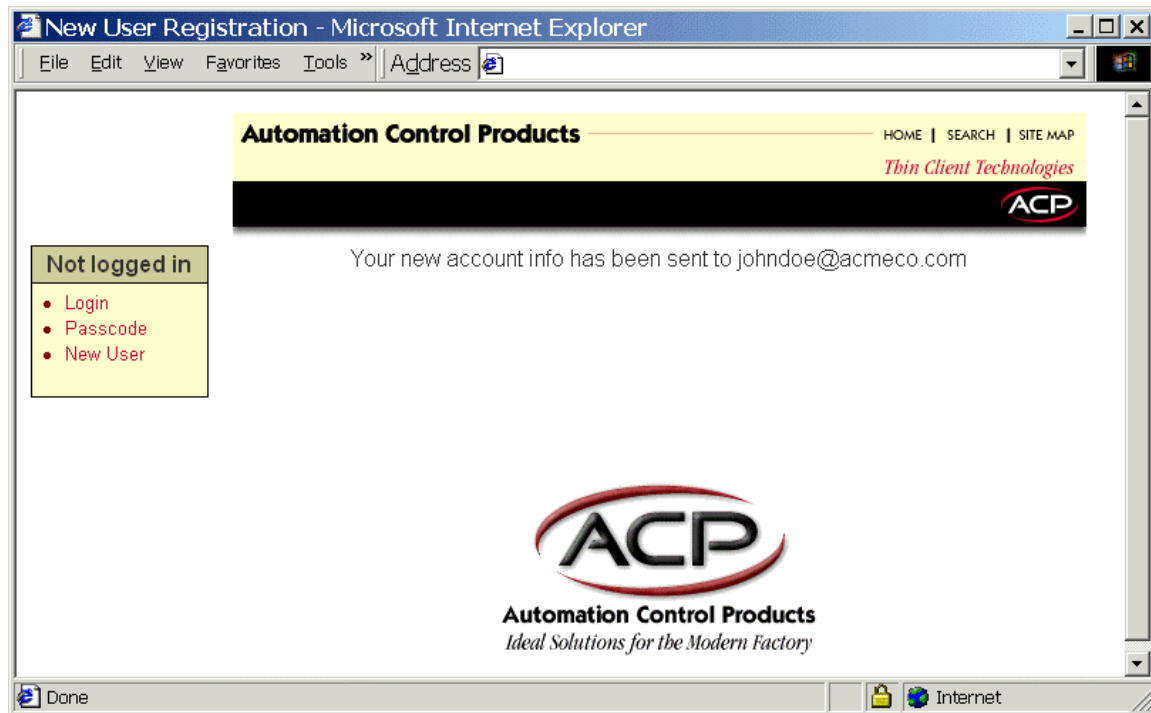 New User Registration - Microsoft Internet Explorer
File Edit View Favorites Tools » Address
Automation Control Products HOME | SEARCH | SITE MAP
Thin Client Technologies
ACP
Not logged in
Your new account info has been sent to johndoe@acmeco.com
• Login
• Passcode
• New User
ACP
Automation Control Products
Ideal Solutions for the Modern Factory
Done Internet